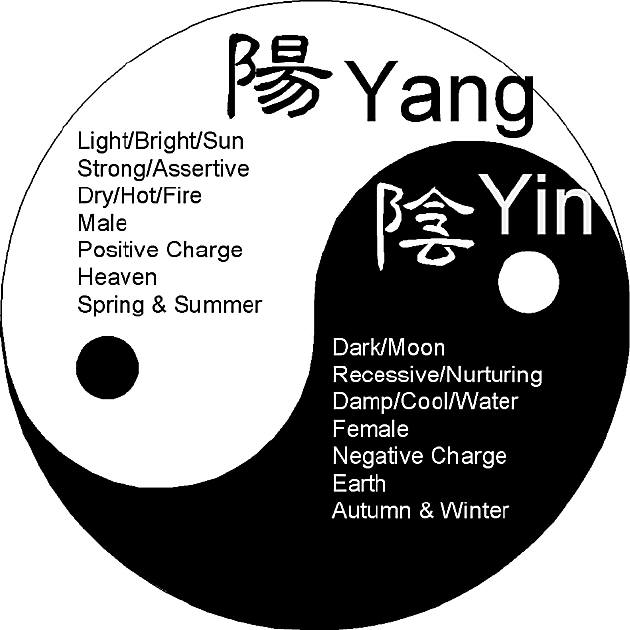 陽 Yang
Light/Bright/Sun
Strong/Assertive
Dry/Hot/Fire
Male
Positive Charge
Heaven
Spring & Summer
陰 Yin
Dark/Moon
Recessive/Nurturing
Damp/Cool/Water
Female
Negative Charge
Earth
Autumn & Winter